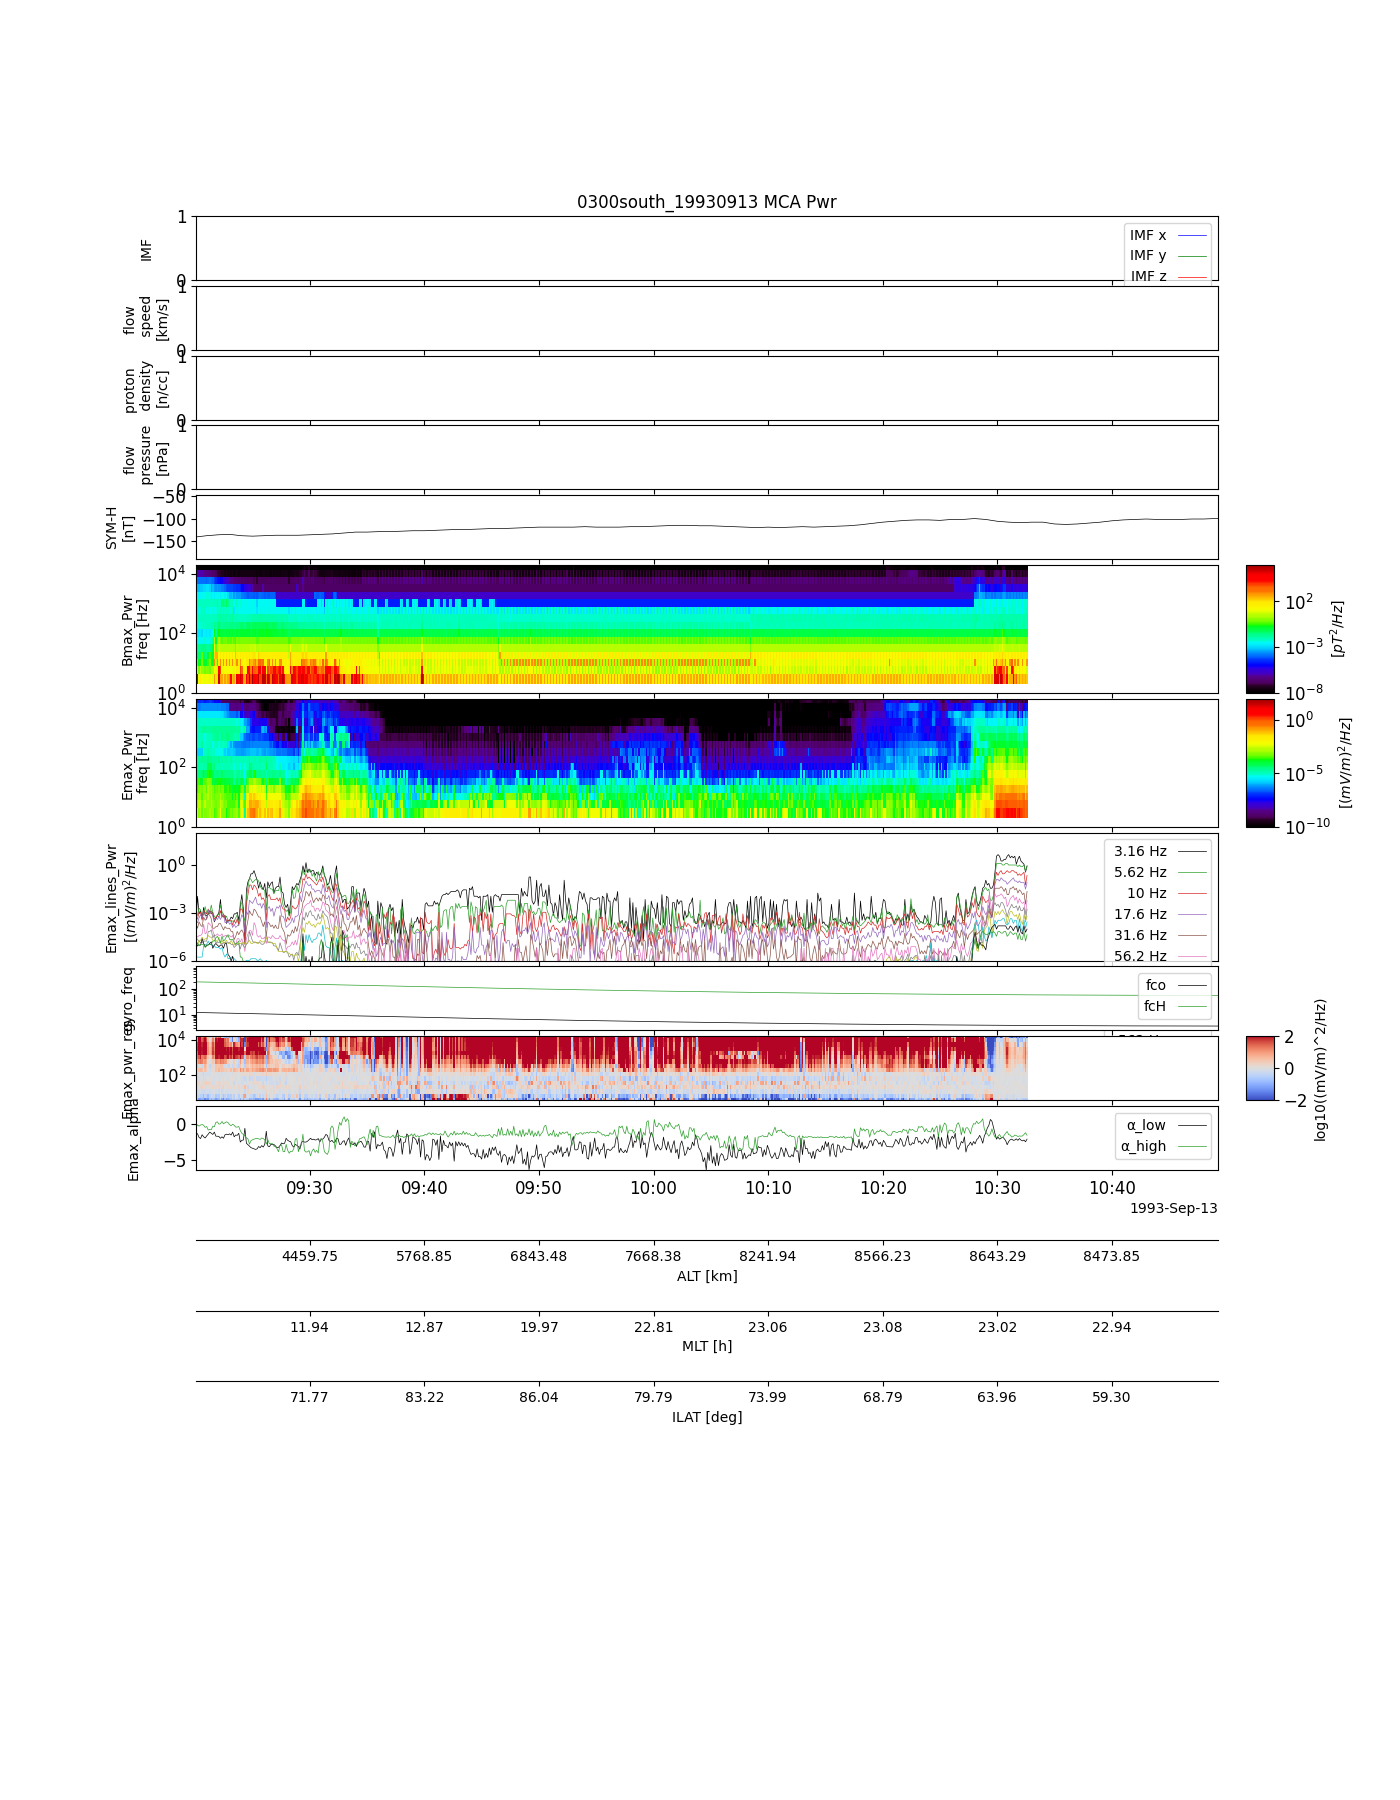 0300south_19930913 MCA Pwr
1
0
IMF
IMF x
IMF y
IMF z
1
0
flow
speed
[km/s]
1
0
proton
density
[n/cc]
1
0
flow
pressure
[nPa]
−50
−100
−150
SYM-H
[nT]
10^4
10^2
10^0
Bmax_Pwr
freq [Hz]
10^2
10^−3
10^−8
[pT^2/Hz]
10^4
10^2
10^0
Emax_Pwr
freq [Hz]
10^0
10^−5
10^−10
[(mV/m)^2/Hz]
10^0
10^−3
10^−6
Emax_lines_Pwr
[(mV/m)^2/Hz]
3.16 Hz
5.62 Hz
10 Hz
17.6 Hz
31.6 Hz
56.2 Hz
10^2
10^1
gyro_freq
fco
fcH
10^4
10^2
Emax_pwr_res
2
0
−2
log10((mV/m)^2/Hz)
0
−5
Emax_alpha
α_low
α_high
09:30 09:40 09:50 10:00 10:10 10:20 10:30 10:40
1993-Sep-13
4459.75 5768.85 6843.48 7668.38 8241.94 8566.23 8643.29 8473.85
ALT [km]
11.94 12.87 19.97 22.81 23.06 23.08 23.02 22.94
MLT [h]
71.77 83.22 86.04 79.79 73.99 68.79 63.96 59.30
ILAT [deg]